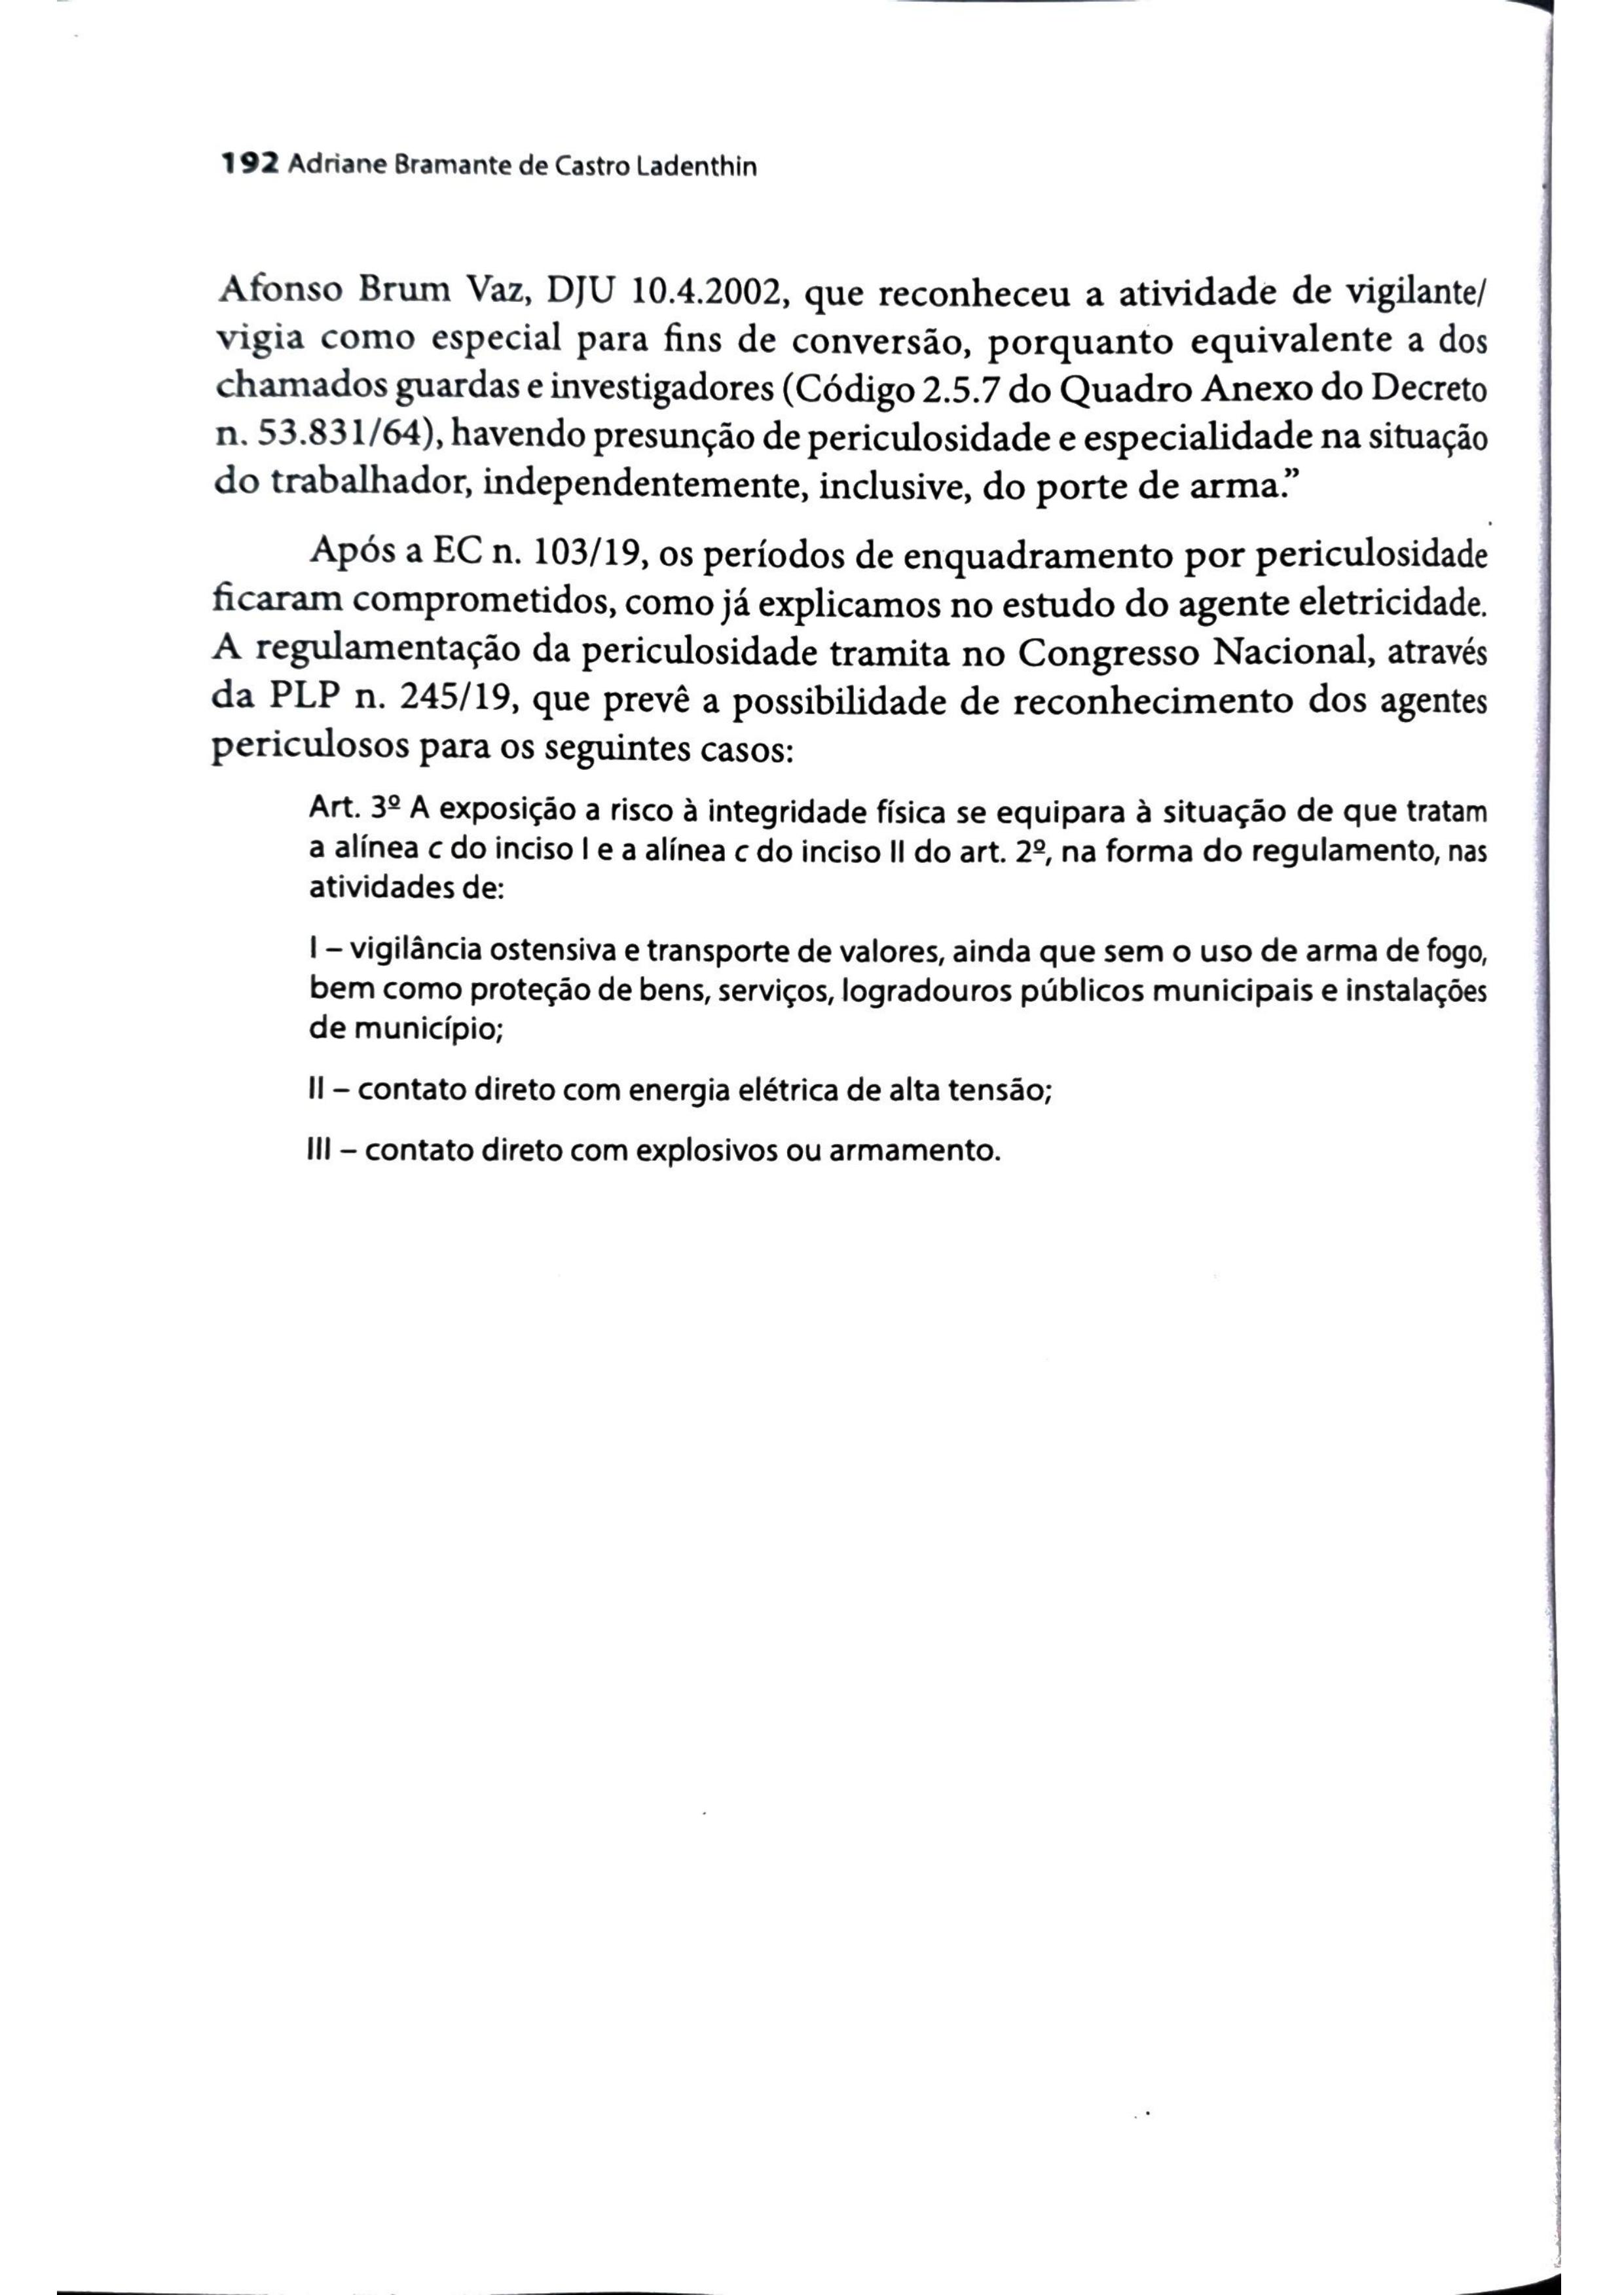 192 Adriane Bramante de Castro Ladenthin
Afonso Brum Vaz, DJU 10.4.2002, que reconheceu a atividade de vigilante/
vigia como especial para fins de conversão, porquanto equivalente a dos
chamados guardas e investigadores (Código 2.5.7 do Quadro Anexo do Decreto
n. 53.831/64), havendo presunção de periculosidade e especialidade na situação
do trabalhador, independentemente, inclusive, do porte de arma.”
Após a EC n. 103/19, os períodos de enquadramento por periculosidade
ficaram comprometidos, como já explicamos no estudo do agente eletricidade.
A regulamentação da periculosidade tramita no Congresso Nacional, através
da PLP n. 245/19, que prevê a possibilidade de reconhecimento dos agentes
periculosos para os seguintes casos:
Art. 3º A exposição a risco à integridade física se equipara à situação de que tratam
a alínea c do inciso I e a alínea c do inciso II do art. 2º, na forma do regulamento, nas
atividades de:
I – vigilância ostensiva e transporte de valores, ainda que sem o uso de arma de fogo,
bem como proteção de bens, serviços, logradouros públicos municipais e instalações
de município;
II – contato direto com energia elétrica de alta tensão;
III – contato direto com explosivos ou armamento.